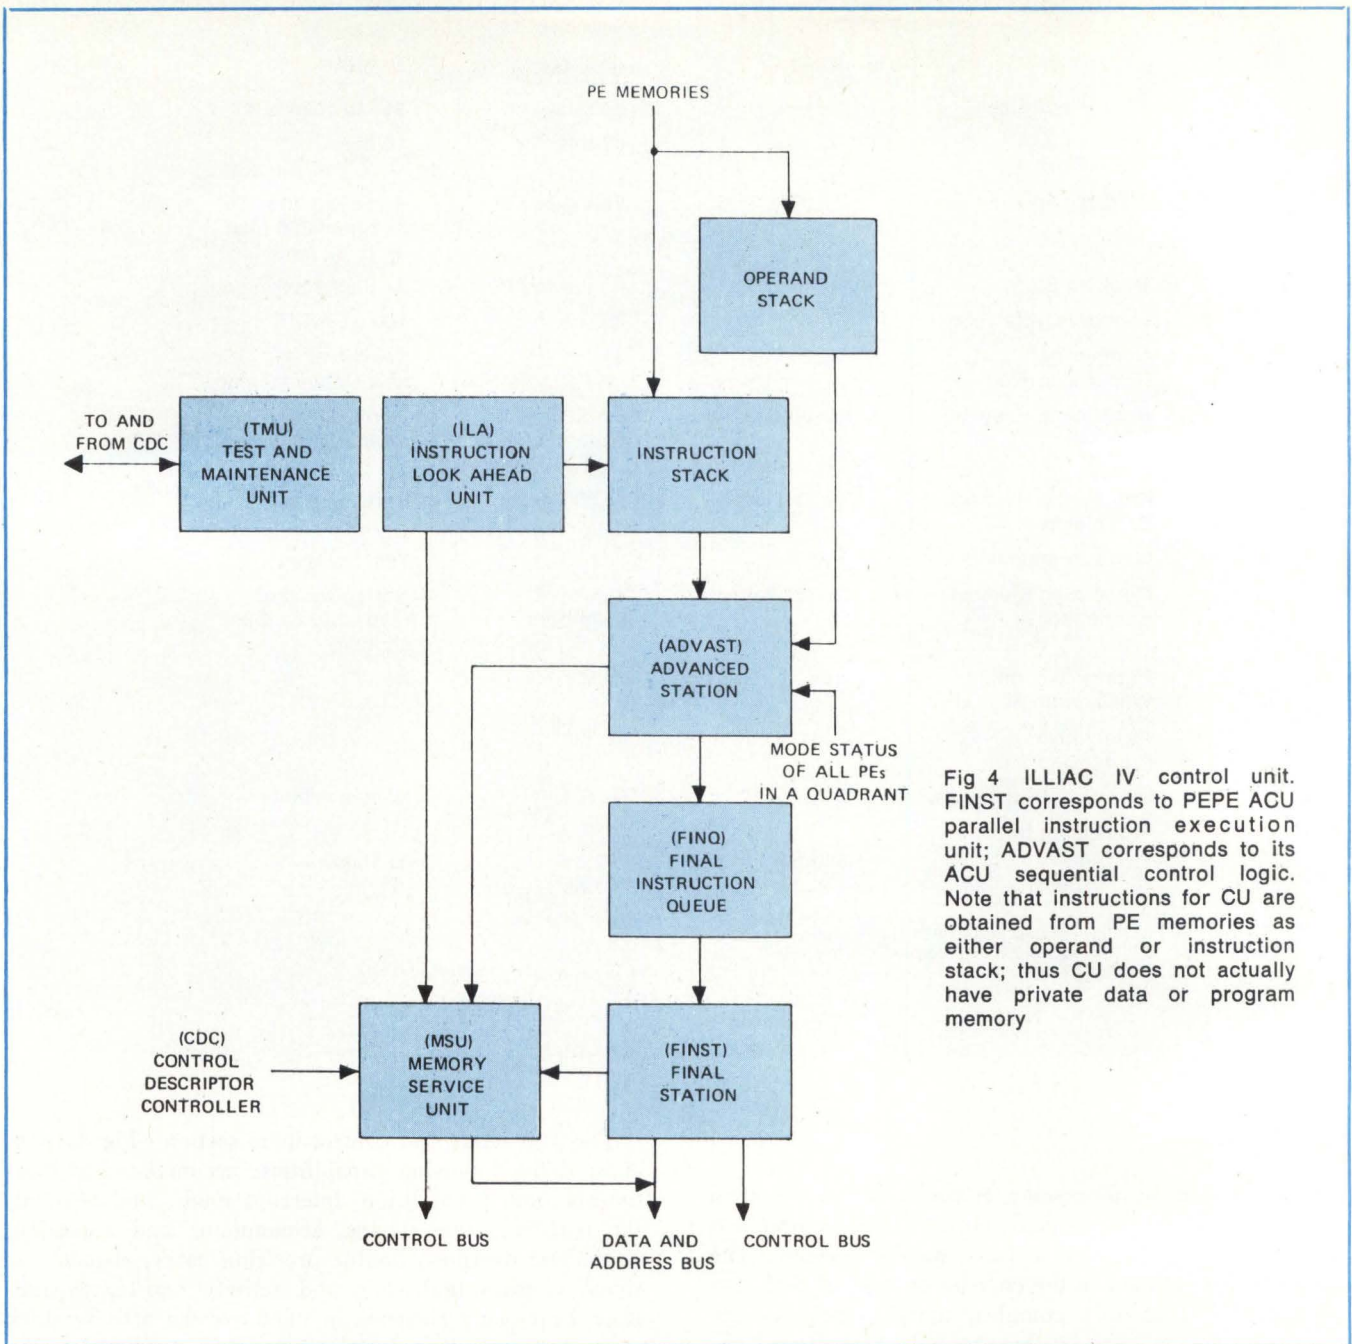 PE MEMORIES
OPERAND
STACK
TO AND
FROM CDC
(TMU)
TEST AND
MAINTENANCE
UNIT
(ILA)
INSTRUCTION
LOOK AHEAD
UNIT
INSTRUCTION
STACK
(ADVAST)
ADVANCED
STATION
MODE STATUS
OF ALL PEs
IN A QUADRANT
(FINQ)
FINAL
INSTRUCTION
QUEUE
Fig 4 ILLIAC IV control unit.
FINST corresponds to PEPE ACU
parallel instruction execution
unit; ADVAST corresponds to its
ACU sequential control logic.
Note that instructions for CU are
obtained from PE memories as
either operand or instruction
stack; thus CU does not actually
have private data or program
memory
(CDC)
CONTROL
DESCRIPTOR
CONTROLLER
(MSU)
MEMORY
SERVICE
UNIT
(FINST)
FINAL
STATION
CONTROL BUS
DATA AND
ADDRESS BUS
CONTROL BUS